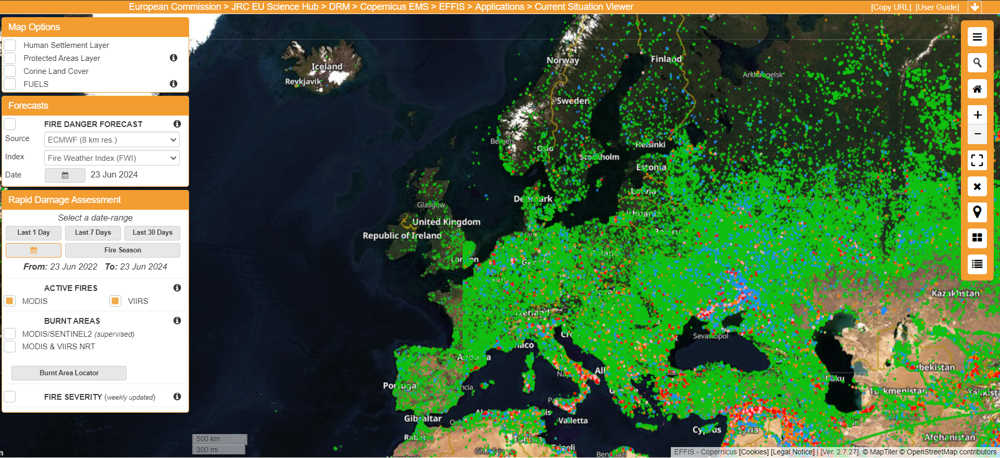 European Commission > JRC EU Science Hub > DRM > Copernicus EMS > EFFIS > Applications > Current Situation Viewer
[Copy URL] [User Guide]
Map Options
Human Settlement Layer
Protected Areas Layer
Corine Land Cover
FUELS
Forecasts
FIRE DANGER FORECAST
Source ECMWF (8 km res.)
Index Fire Weather Index (FWI)
Date 23 Jun 2024
Rapid Damage Assessment
Select a date-range
Last 1 Day Last 7 Days Last 30 Days
Fire Season
From: 23 Jun 2022 To: 23 Jun 2024
ACTIVE FIRES
MODIS VIIRS
BURNT AREAS
MODIS/SENTINEL2 (supervised)
MODIS & VIIRS NRT
Burnt Area Locator
FIRE SEVERITY (weekly updated)
Iceland
Reykjavik
Norway
Finland
Arkhangelsk
Sweden
Bergen
Helsinki
Oslo
Stockholm
Estonia
Latvia
Denmark
Glasgow
Lithuania
United Kingdom
Republic of Ireland
London
Kazakhstan
Sevastopol
Andorra
Portugal
Valencia
Uzbekistan
Baku
Greece
Turkmenistan
Tajikista
Gibraltar
Valletta
Cyprus
Syria
Rabat
Tunisia
Tripoli
Afghanistan
Ghardaia
Benghazi
500 km
300 mi
EFFIS - Copernicus [Cookies] [Legal Notice] | [Ver. 2.7.27], © MapTiler © OpenStreetMap contributors